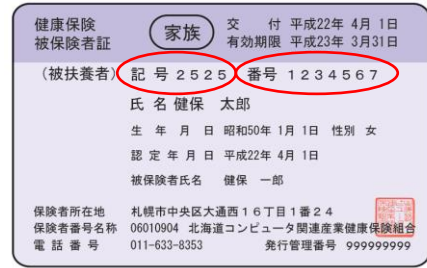 健康保険
被保険者証
家族
交　付 平成22年 4月 1日
有効期限 平成23年 3月31日
(被扶養者) 記 号 2525 番号 1234567
氏 名 健保　太郎
生 年 月 日 昭和50年 1月 1日 性別 女
認 定 年 月 日 平成22年 4月 1日
被保険者氏名 健保　一郎
保険者所在地 札幌市中央区大通西16丁目1番24
保険者番号名称 06010904 北海道コンピュータ関連産業健康保険組合
電 話 番 号 011-633-8353 発行管理番号 999999999